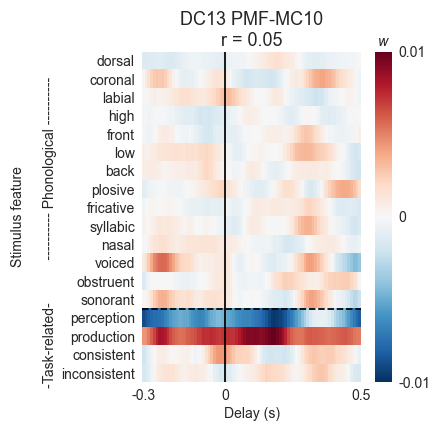 DC13 PMF-MC10
r = 0.05
w
0.01
0
-0.01
dorsal
coronal
labial
high
front
low
back
plosive
fricative
syllabic
nasal
voiced
obstruent
sonorant
perception
production
consistent
inconsistent
Stimulus feature
---------- Phonological ----------
-Task-related-
-0.3 0 0.5
Delay (s)